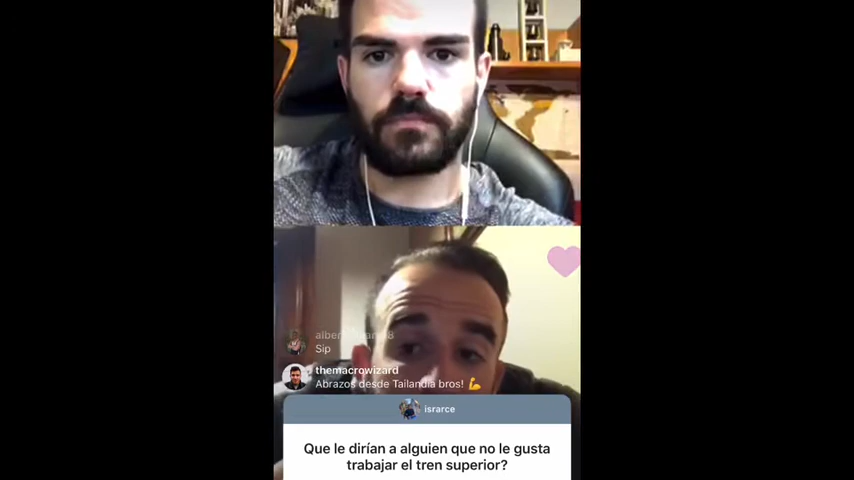 Sip
themacrowizard
Abrazos desde Tailandia bros! 💪
israrce
Que le dirían a alguien que no le gusta
trabajar el tren superior?